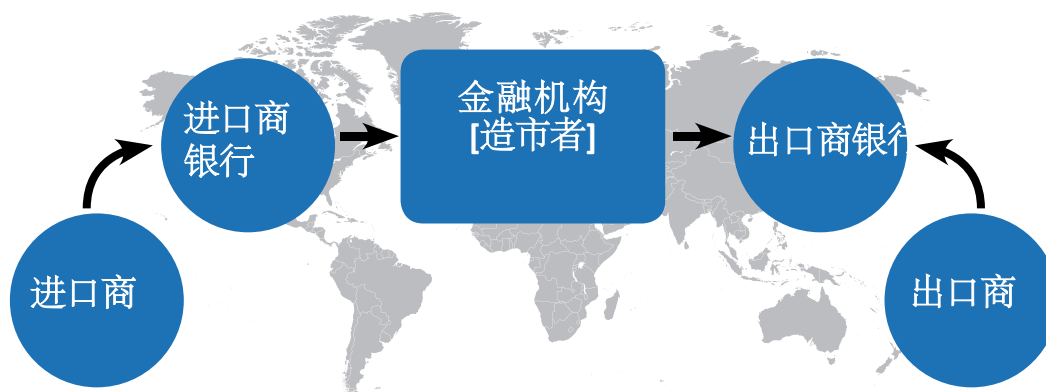 进口商
进口商
银行
金融机构
[造市者]
出口商银行
出口商